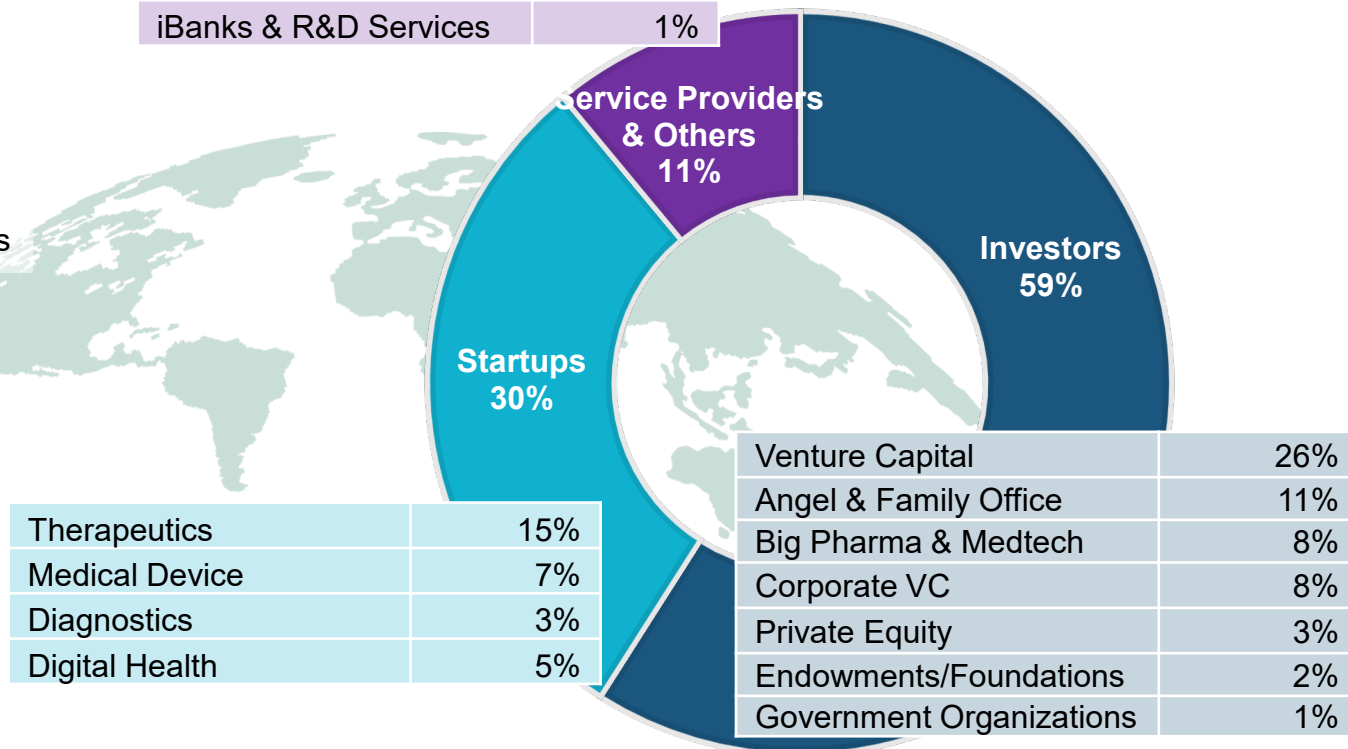 iBanks & R&D Services 1%
Service Providers
& Others
11%
s
Investors
59%
Startups
30%
Venture Capital 26%
Angel & Family Office 11%
Big Pharma & Medtech 8%
Corporate VC 8%
Private Equity 3%
Endowments/Foundations 2%
Government Organizations 1%
Therapeutics 15%
Medical Device 7%
Diagnostics 3%
Digital Health 5%